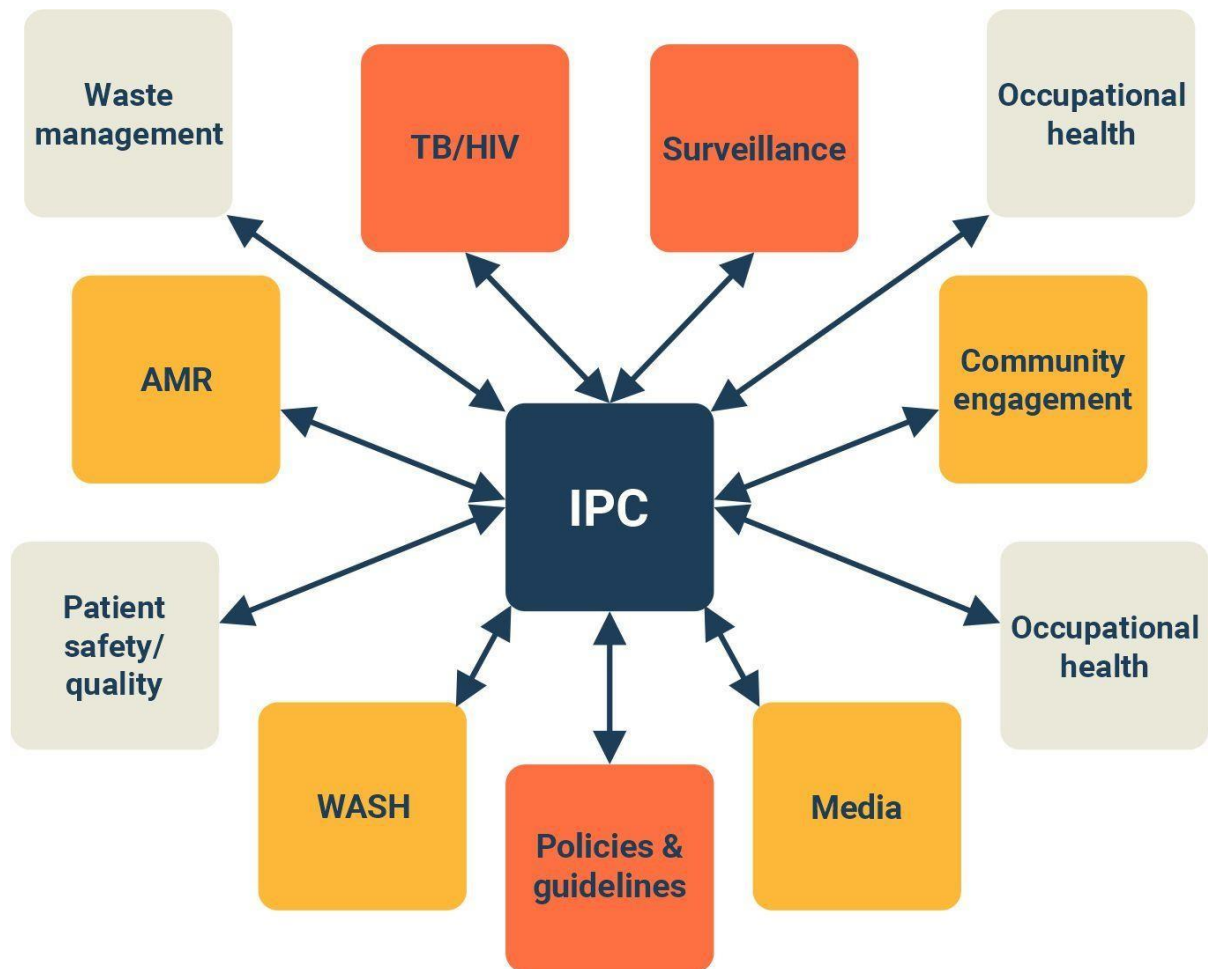 Waste
management
TB/HIV
Surveillance
Occupational
health
AMR
Community
engagement
IPC
Patient
safety/
quality
Occupational
health
WASH
Policies &
guidelines
Media